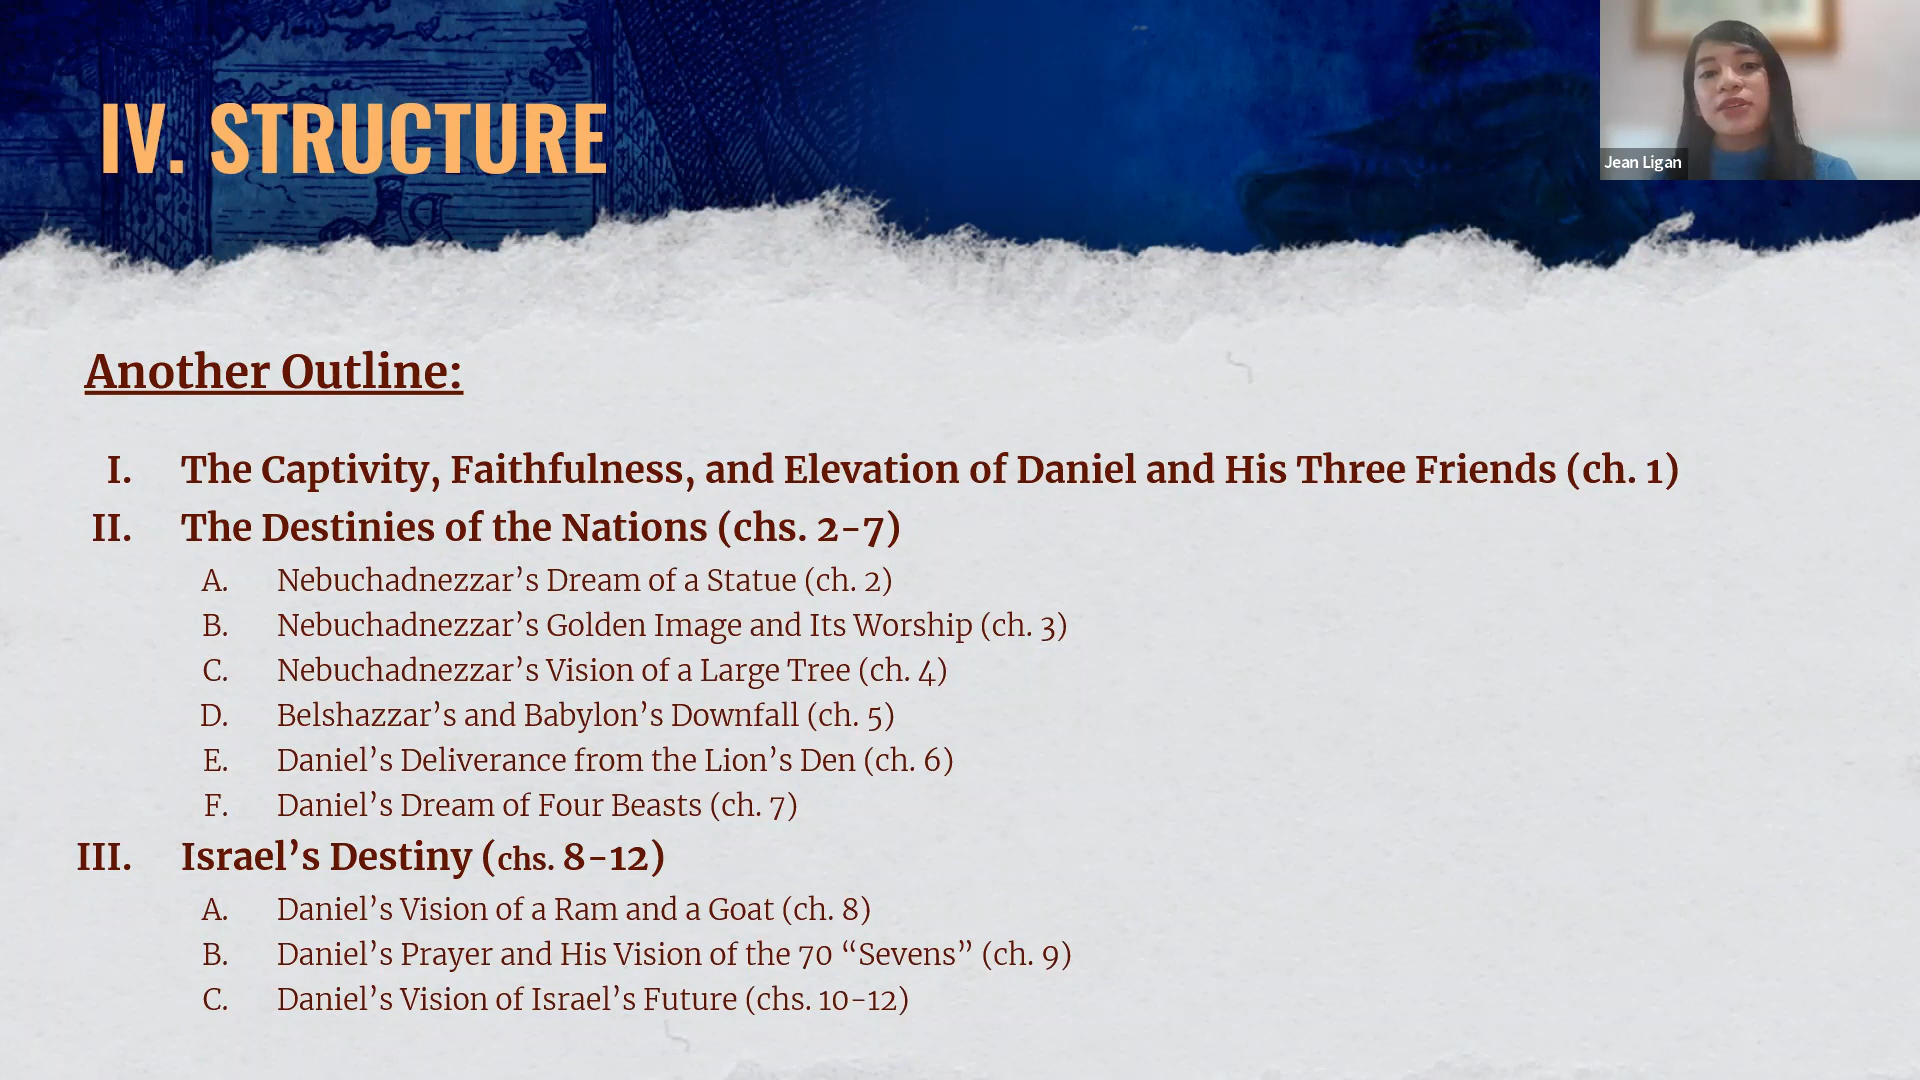 IV. STRUCTURE
Jean Ligan
Another Outline:
I. The Captivity, Faithfulness, and Elevation of Daniel and His Three Friends (ch. 1)
II. The Destinies of the Nations (chs. 2-7)
A. Nebuchadnezzar’s Dream of a Statue (ch. 2)
B. Nebuchadnezzar’s Golden Image and Its Worship (ch. 3)
C. Nebuchadnezzar’s Vision of a Large Tree (ch. 4)
D. Belshazzar’s and Babylon’s Downfall (ch. 5)
E. Daniel’s Deliverance from the Lion’s Den (ch. 6)
F. Daniel’s Dream of Four Beasts (ch. 7)
III. Israel’s Destiny (chs. 8-12)
A. Daniel’s Vision of a Ram and a Goat (ch. 8)
B. Daniel’s Prayer and His Vision of the 70 “Sevens” (ch. 9)
C. Daniel’s Vision of Israel’s Future (chs. 10-12)